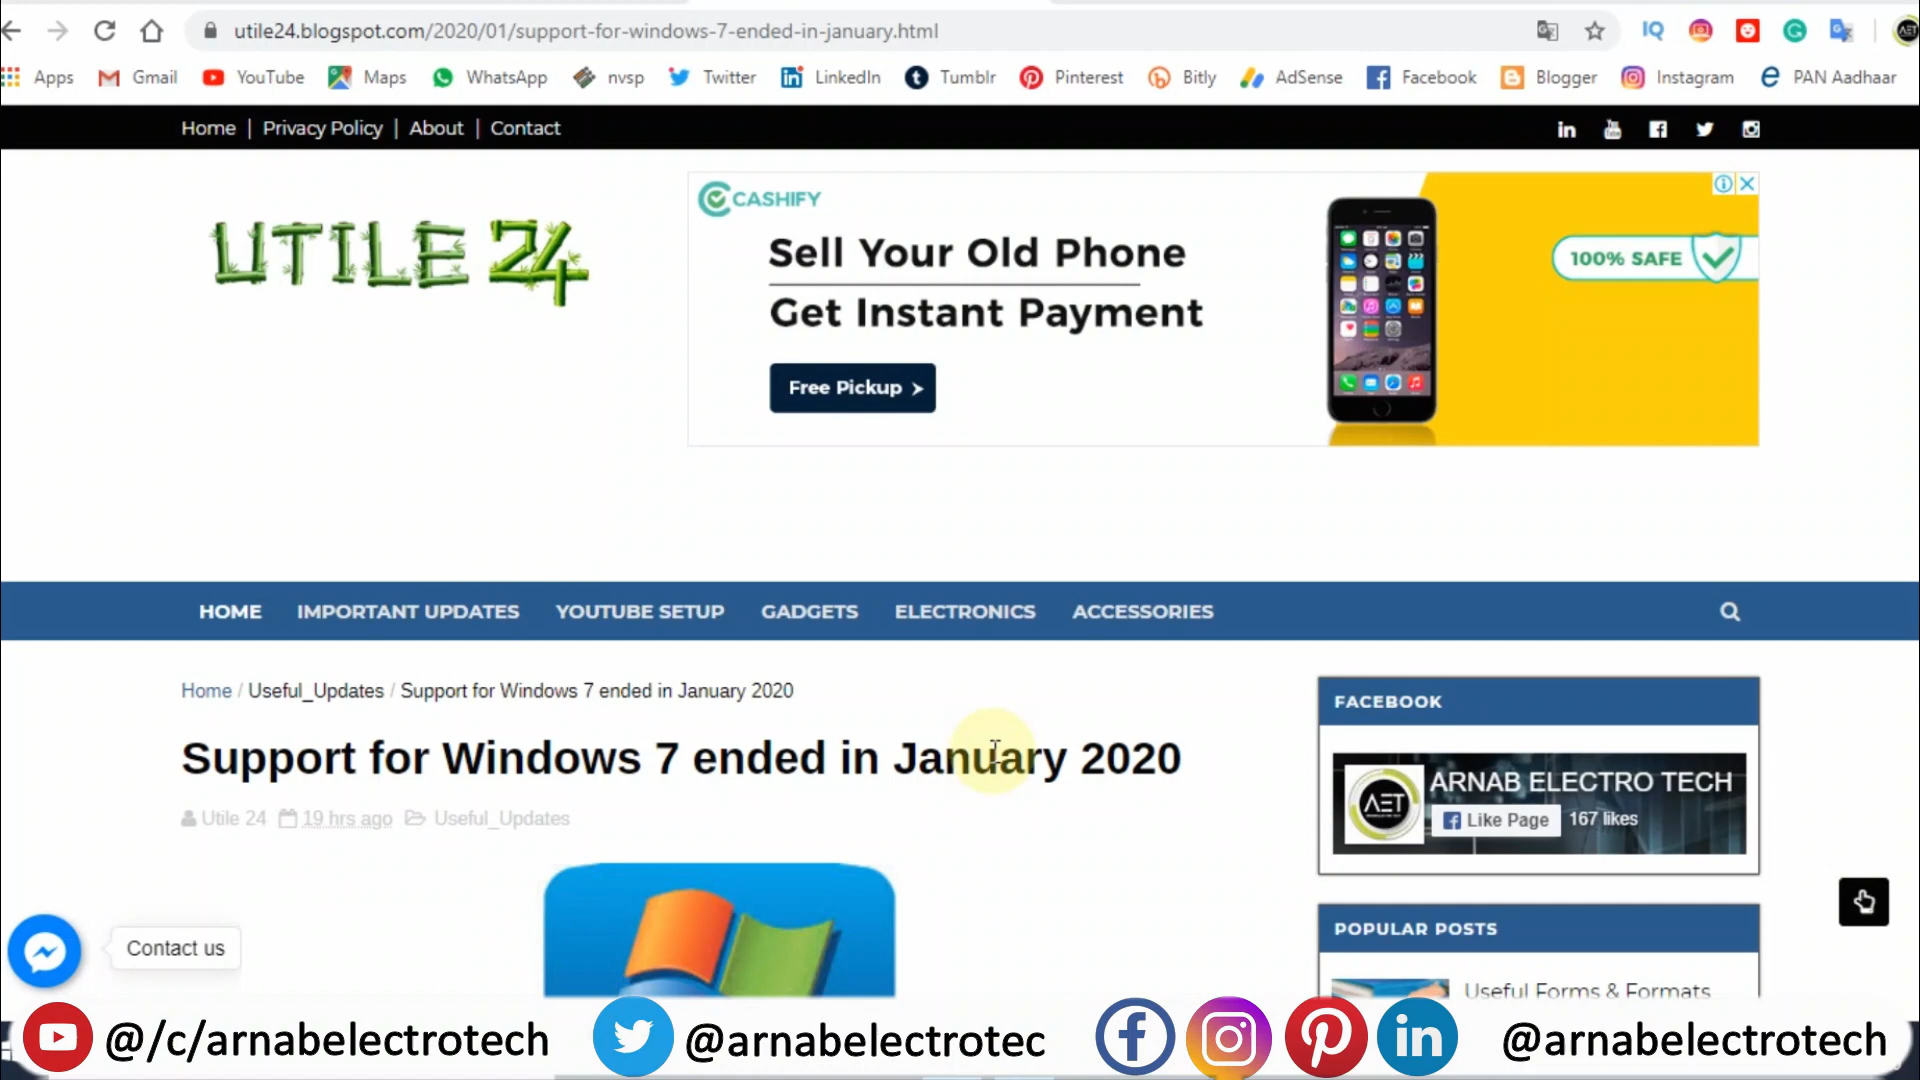 utile24.blogspot.com/2020/01/support-for-windows-7-ended-in-january.html
IQ
Apps Gmail YouTube Maps WhatsApp nvsp Twitter LinkedIn Tumblr Pinterest Bitly AdSense Facebook Blogger Instagram PAN Aadhaar
Home | Privacy Policy | About | Contact
UTILE 24
CASHIFY
Sell Your Old Phone
Get Instant Payment
Free Pickup >
100% SAFE
HOME IMPORTANT UPDATES YOUTUBE SETUP GADGETS ELECTRONICS ACCESSORIES
Home / Useful_Updates / Support for Windows 7 ended in January 2020
Support for Windows 7 ended in January 2020
Utile 24 19 hrs ago Useful_Updates
FACEBOOK
AET
ARNAB ELECTRO TECH
Like Page 167 likes
POPULAR POSTS
Useful Forms & Formats
Contact us
@/c/arnabelectrotech @arnabelectrotec @arnabelectrotech